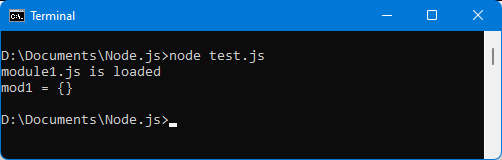 Terminal
D:\Documents\Node.js>node test.js
module1.js is loaded
mod1 = {}
D:\Documents\Node.js>